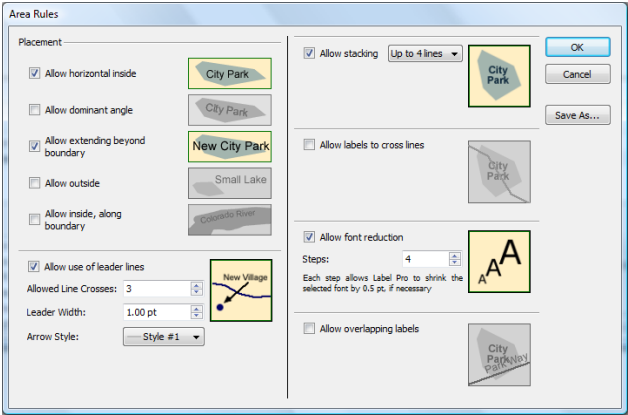 Area Rules
Placement
Allow horizontal inside
City Park
Allow dominant angle
City Park
Allow extending beyond
boundary
New City Park
Allow outside
Small Lake
Allow inside, along
boundary
Colorado River
Allow use of leader lines
Allowed Line Crosses: 3
Leader Width: 1.00 pt
Arrow Style: Style #1
New Village
Allow stacking Up to 4 lines
City
Park
Allow labels to cross lines
City
Park
Allow font reduction
Steps: 4
Each step allows Label Pro to shrink the
selected font by 0.5 pt, if necessary
A A A
Allow overlapping labels
City
Park
Park Way
OK
Cancel
Save As...